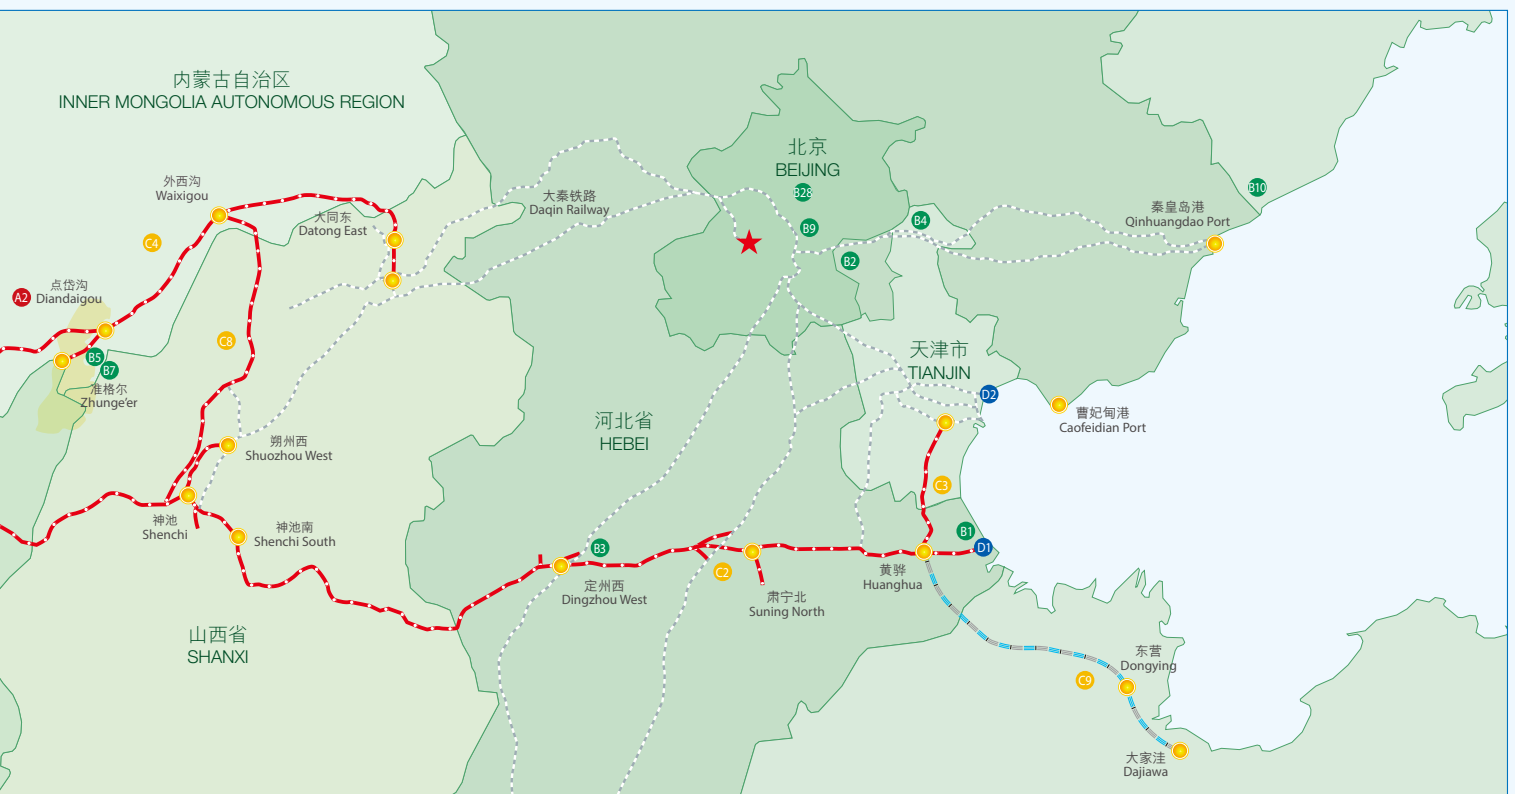 内蒙古自治区
INNER MONGOLIA AUTONOMOUS REGION
北京
BEIJING
B28
B9
B4
B2
B10
秦皇岛港
Qinhuangdao Port
外西沟
Waixigou
大秦铁路
Daqin Railway
大同东
Datong East
C4
点岱沟
A2
Diandaigou
C8
B5
B7
准格尔
Zhunge'er
天津市
TIANJIN
D2
曹妃甸港
Caofeidian Port
河北省
HEBEI
朔州西
Shuozhou West
C3
神池
Shenchi
神池南
Shenchi South
B1
D1
B3
C2
定州西
Dingzhou West
肃宁北
Suning North
黄骅
Huanghua
山西省
SHANXI
东营
Dongying
C9
大家洼
Dajiawa